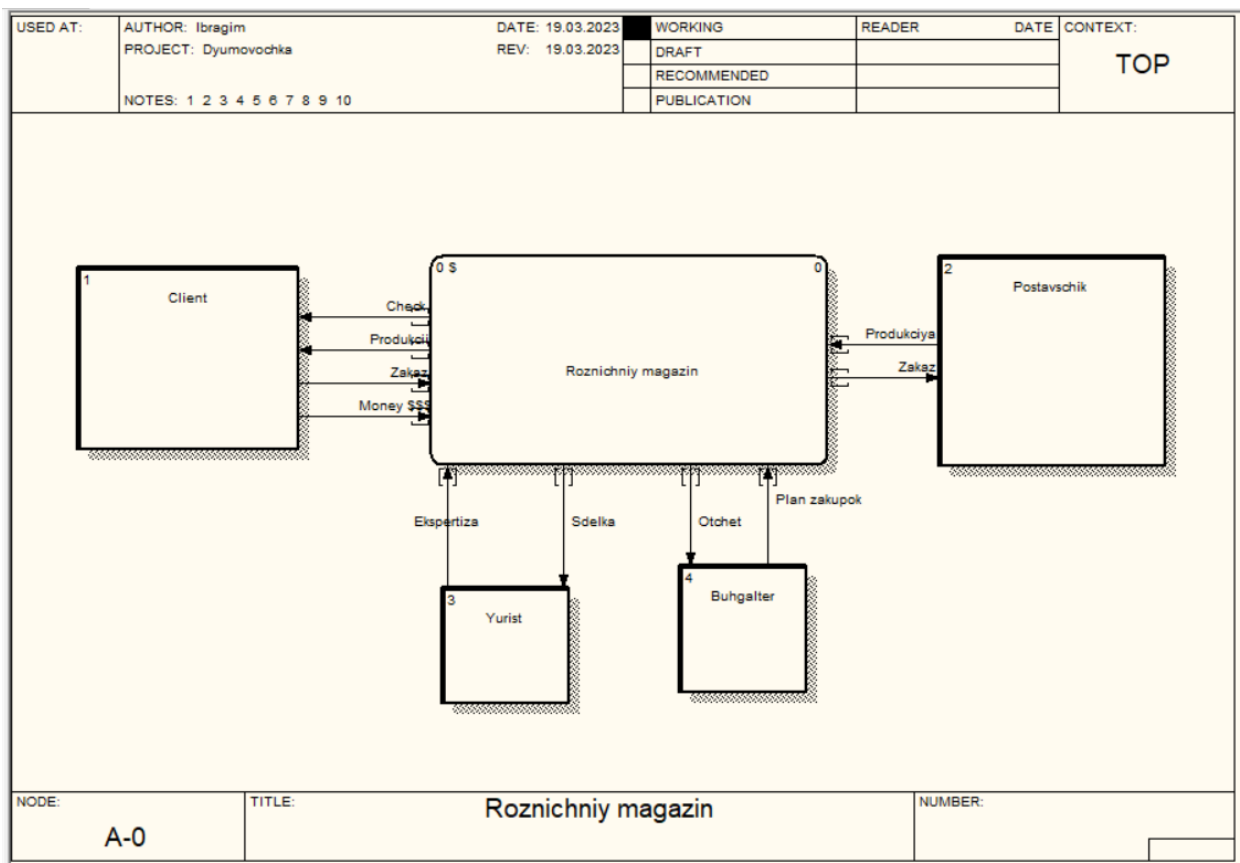 USED AT:
AUTHOR: Ibragim
DATE: 19.03.2023
PROJECT: Dyumovochka
REV: 19.03.2023
NOTES: 1 2 3 4 5 6 7 8 9 10
WORKING
DRAFT
RECOMMENDED
PUBLICATION
READER
DATE
CONTEXT:
TOP
1
Client
Check
Produkcii
Zakaz
Money $$$
0 $
0
Roznichniy magazin
Produkciya
Zakaz
2
Postavschik
Ekspertiza
Sdelka
Otchet
Plan zakupok
3
Yurist
4
Buhgalter
NODE:
A-0
TITLE:
Roznichniy magazin
NUMBER: